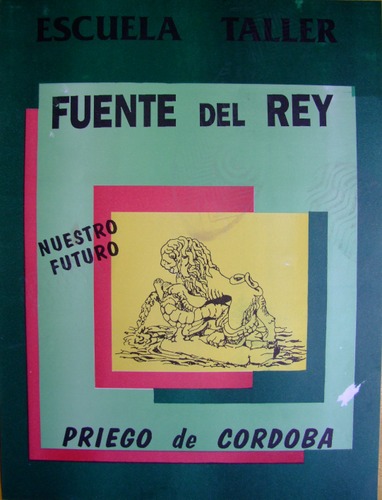 ESCUELA TALLER
FUENTE DEL REY
NUESTRO
FUTURO
PRIEGO de CORDOBA